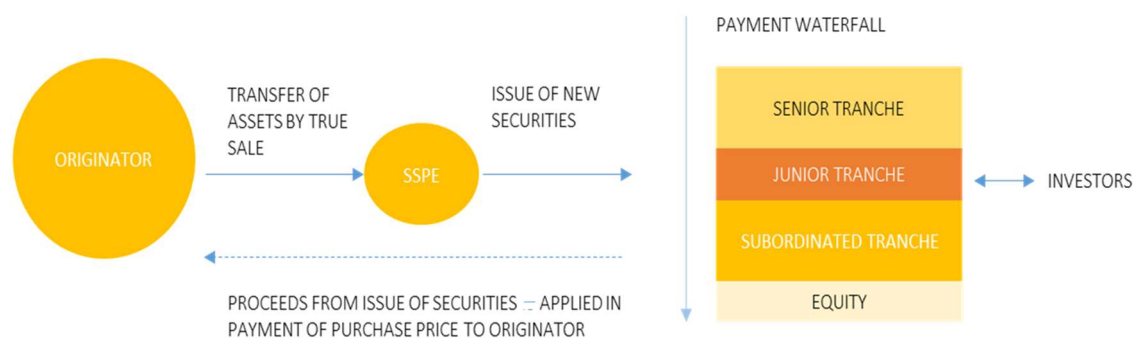 ORIGINATOR
TRANSFER OF
ASSETS BY TRUE
SALE
SSPE
ISSUE OF NEW
SECURITIES
PROCEEDS FROM ISSUE OF SECURITIES – APPLIED IN
PAYMENT OF PURCHASE PRICE TO ORIGINATOR
PAYMENT WATERFALL
SENIOR TRANCHE
JUNIOR TRANCHE
SUBORDINATED TRANCHE
EQUITY
INVESTORS